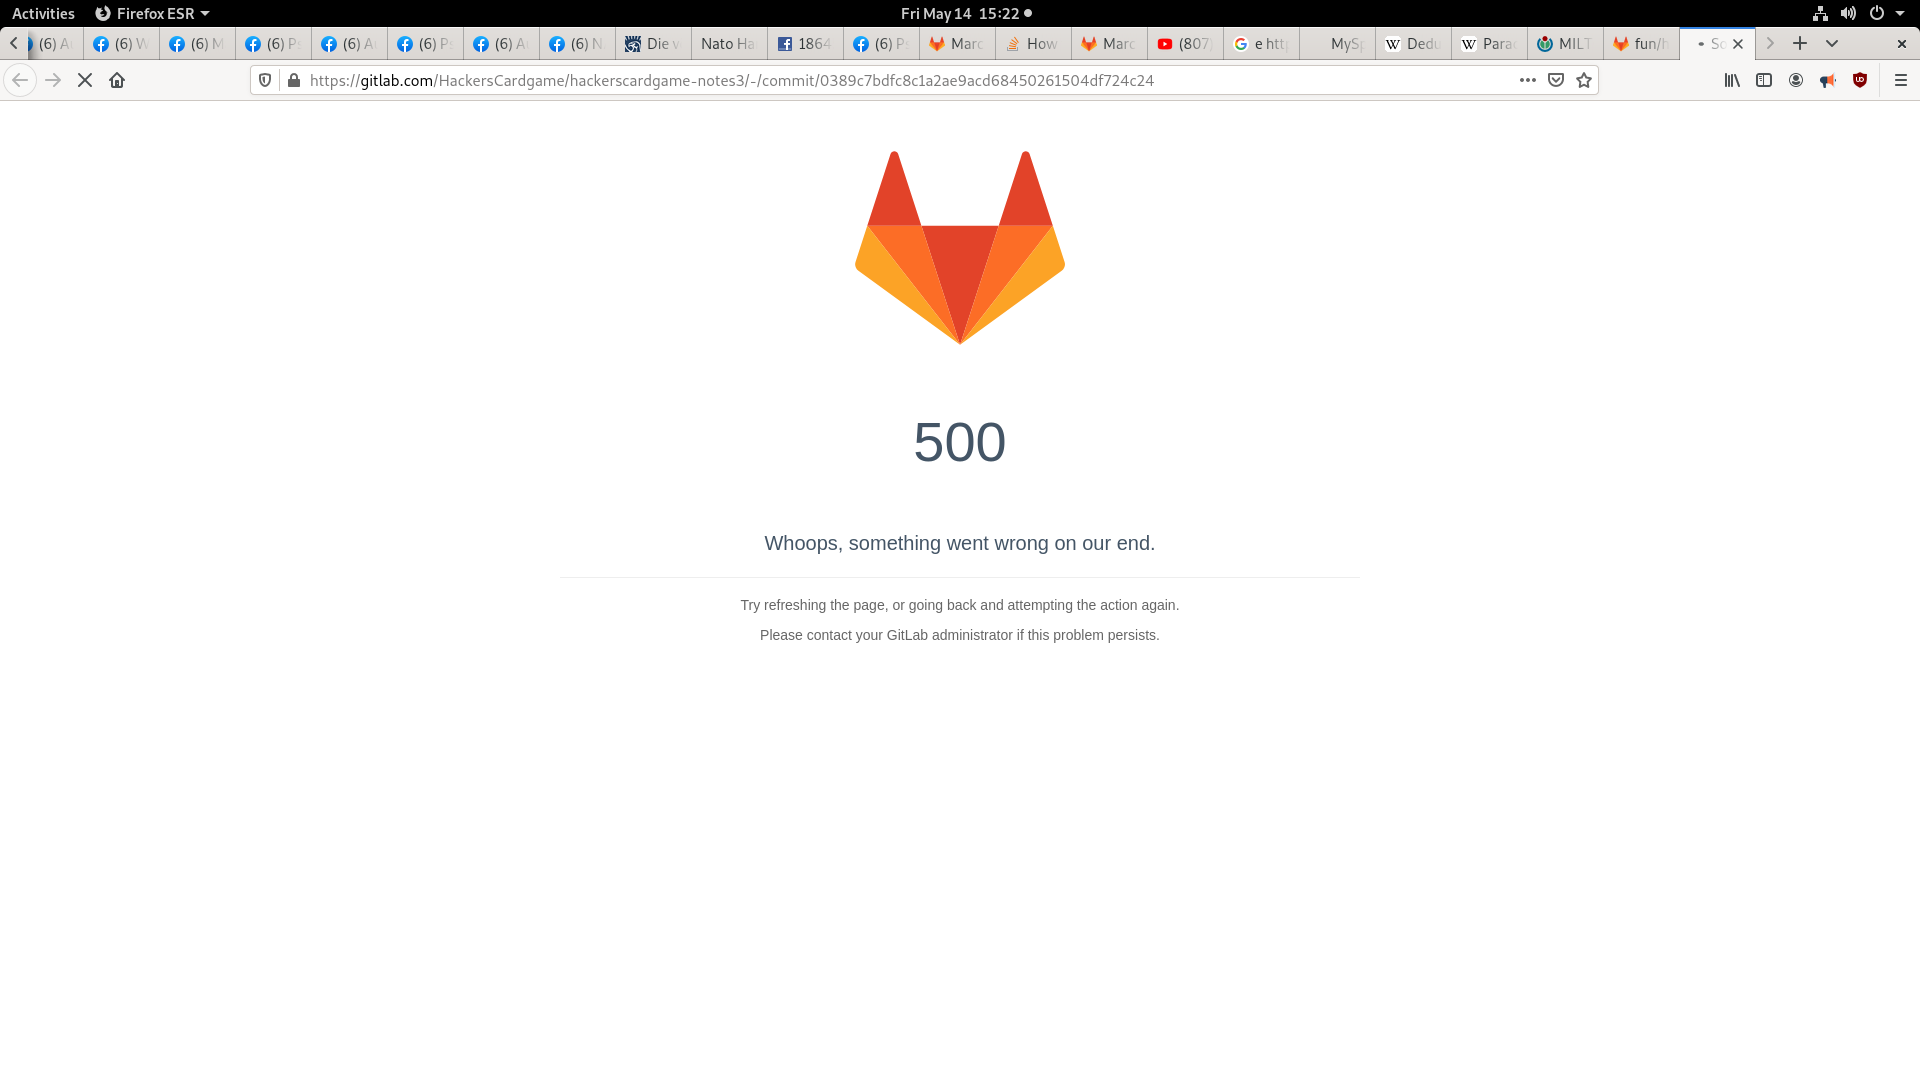 Activities Firefox ESR Fri May 14 15:22
(6) A (6) W (6) M (6) P (6) A (6) P (6) A (6) N Die v Nato Ha 1864 (6) P Marc How Marc (807 e http MySp Dedu Parac MILT fun/h So
https://gitlab.com/HackersCardgame/hackerscardgame-notes3/-/commit/0389c7bdfc8c1a2ae9acd68450261504df724c24
500
Whoops, something went wrong on our end.
Try refreshing the page, or going back and attempting the action again.
Please contact your GitLab administrator if this problem persists.